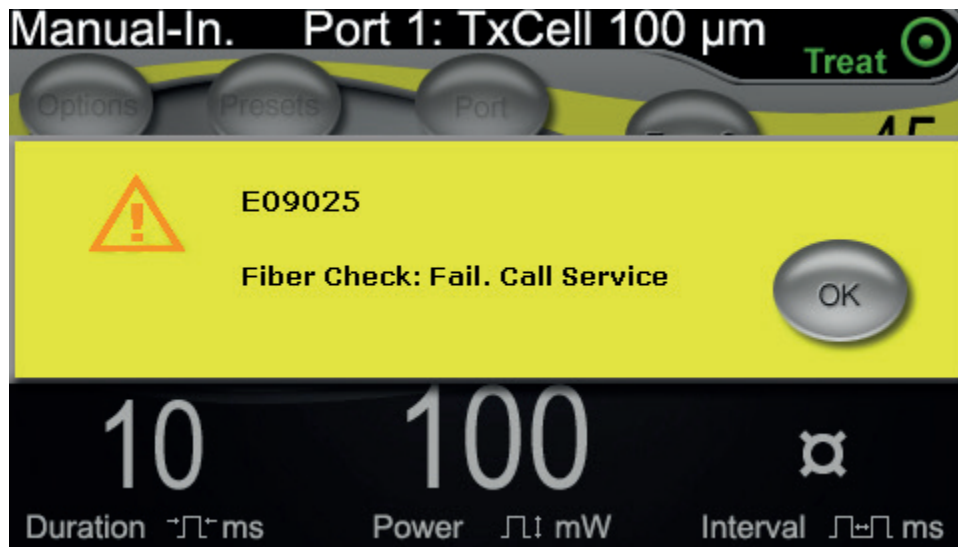 Manual-In. Port 1: TxCell 100 µm
Treat
Options Presets Port
E09025
Fiber Check: Fail. Call Service
OK
10 100 ¤
Duration ms Power mW Interval ms